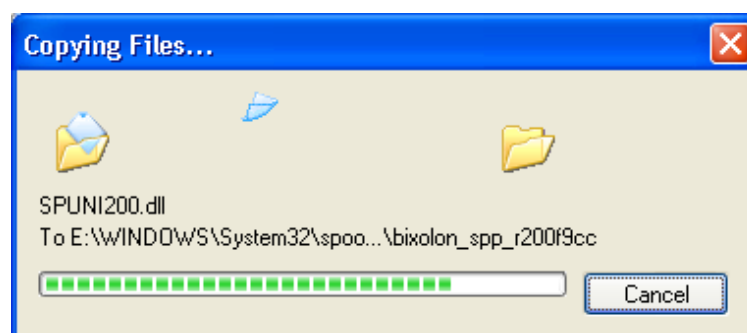 Copying Files...
SPUNI200.dll
To E:\WINDOWS\System32\spoo...\bixolon_spp_r200f9cc
Cancel